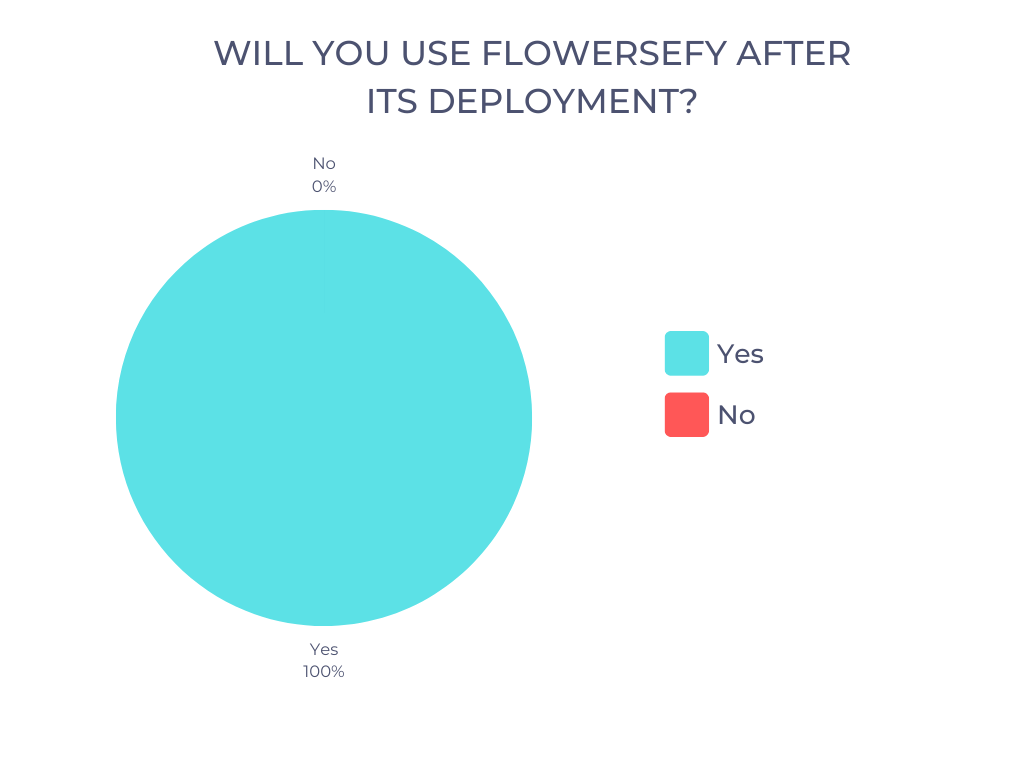 WILL YOU USE FLOWERSEFY AFTER
ITS DEPLOYMENT?
No
0%
Yes
No
Yes
100%